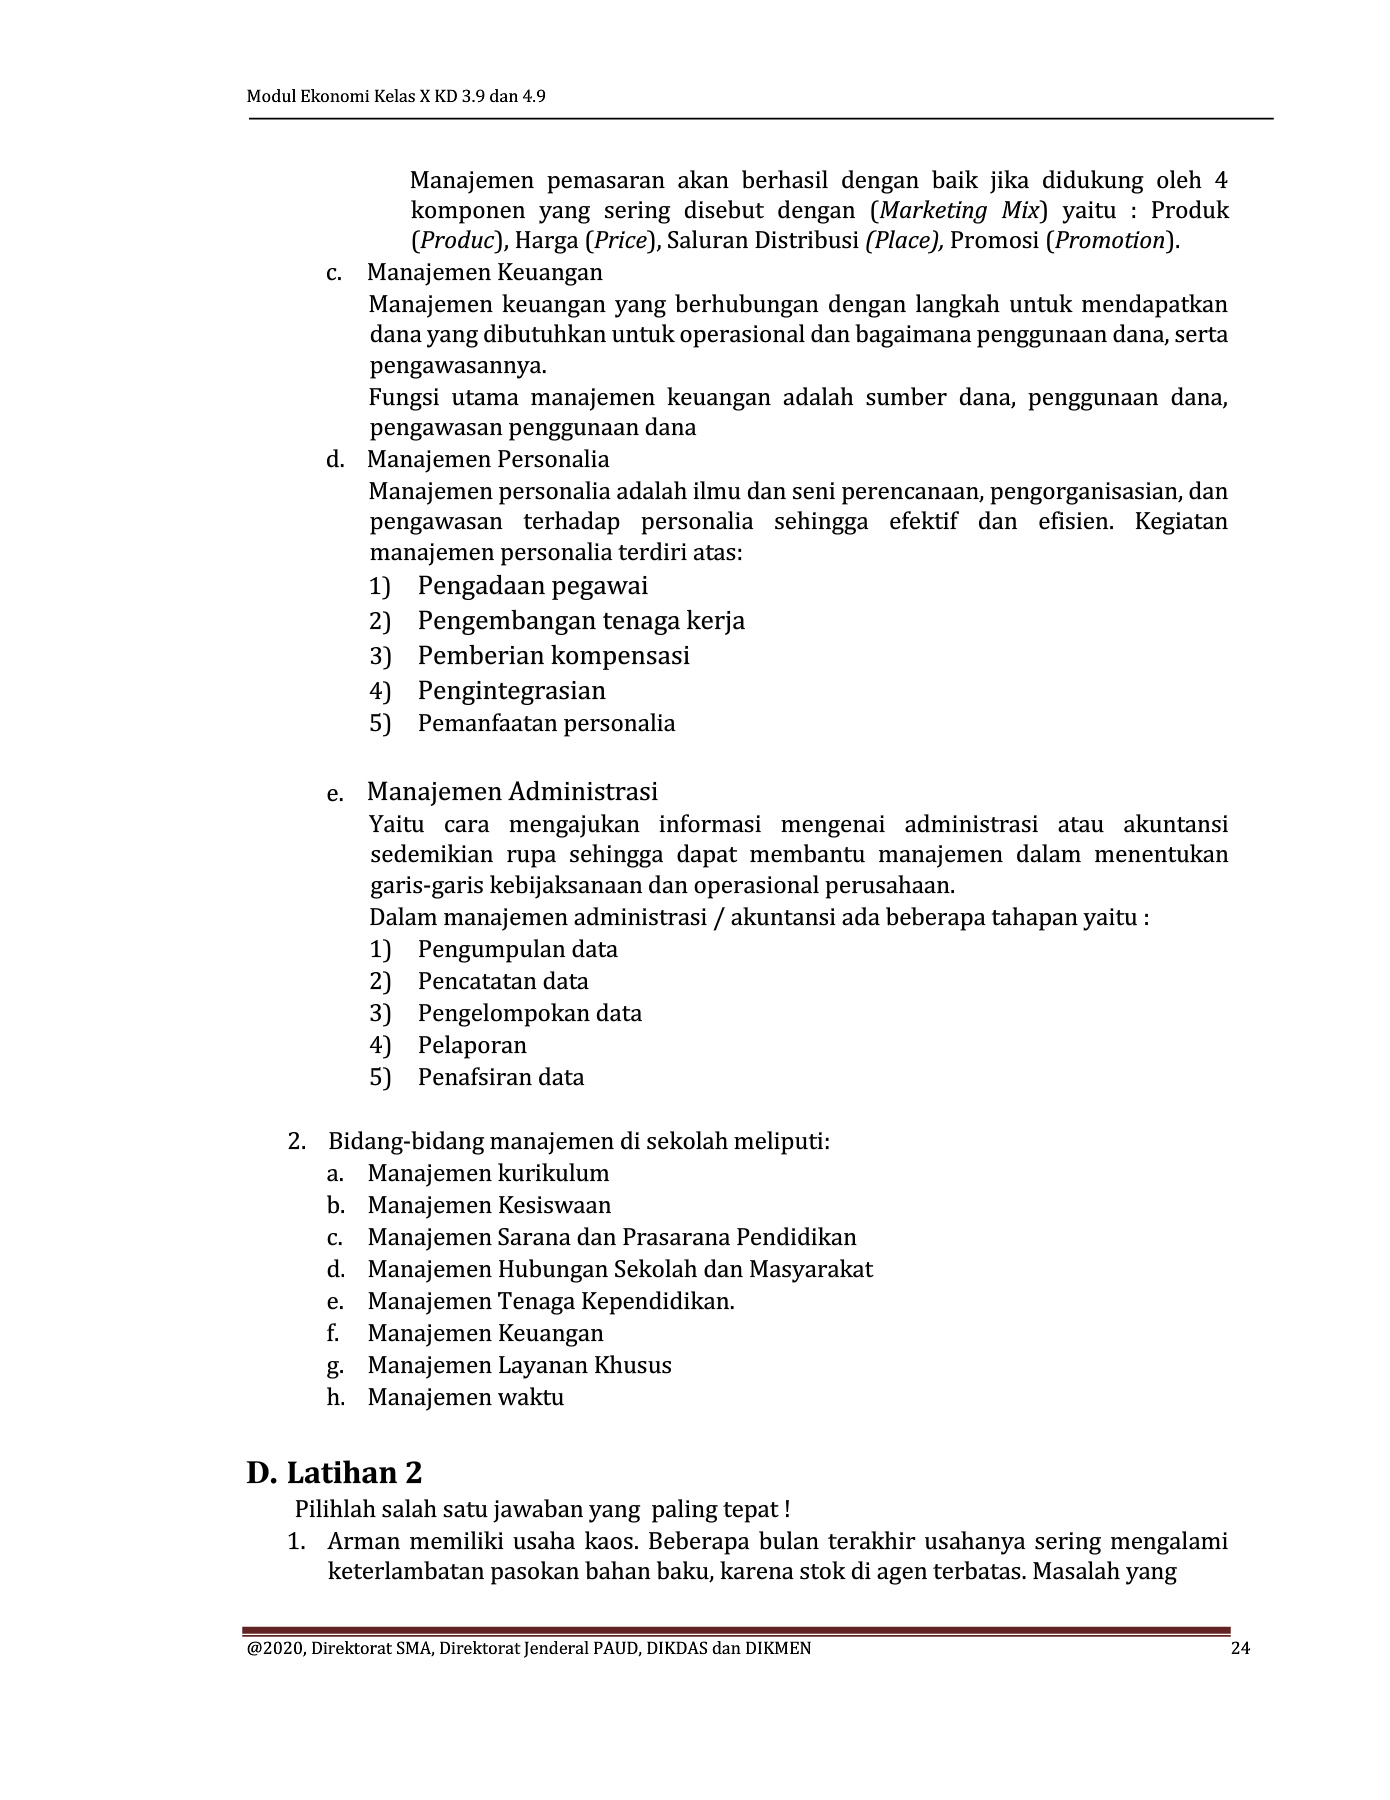 Modul Ekonomi Kelas X KD 3.9 dan 4.9
Manajemen pemasaran akan berhasil dengan baik jika didukung oleh 4
komponen yang sering disebut dengan (Marketing Mix) yaitu : Produk
(Produc), Harga (Price), Saluran Distribusi (Place), Promosi (Promotion).
c. Manajemen Keuangan
Manajemen keuangan yang berhubungan dengan langkah untuk mendapatkan
dana yang dibutuhkan untuk operasional dan bagaimana penggunaan dana, serta
pengawasannya.
Fungsi utama manajemen keuangan adalah sumber dana, penggunaan dana,
pengawasan penggunaan dana
d. Manajemen Personalia
Manajemen personalia adalah ilmu dan seni perencanaan, pengorganisasian, dan
pengawasan terhadap personalia sehingga efektif dan efisien. Kegiatan
manajemen personalia terdiri atas:
1) Pengadaan pegawai
2) Pengembangan tenaga kerja
3) Pemberian kompensasi
4) Pengintegrasian
5) Pemanfaatan personalia
e. Manajemen Administrasi
Yaitu cara mengajukan informasi mengenai administrasi atau akuntansi
sedemikian rupa sehingga dapat membantu manajemen dalam menentukan
garis-garis kebijaksanaan dan operasional perusahaan.
Dalam manajemen administrasi / akuntansi ada beberapa tahapan yaitu :
1) Pengumpulan data
2) Pencatatan data
3) Pengelompokan data
4) Pelaporan
5) Penafsiran data
2. Bidang-bidang manajemen di sekolah meliputi:
a. Manajemen kurikulum
b. Manajemen Kesiswaan
c. Manajemen Sarana dan Prasarana Pendidikan
d. Manajemen Hubungan Sekolah dan Masyarakat
e. Manajemen Tenaga Kependidikan.
f. Manajemen Keuangan
g. Manajemen Layanan Khusus
h. Manajemen waktu
D. Latihan 2
Pilihlah salah satu jawaban yang paling tepat !
1. Arman memiliki usaha kaos. Beberapa bulan terakhir usahanya sering mengalami
keterlambatan pasokan bahan baku, karena stok di agen terbatas. Masalah yang
@2020, Direktorat SMA, Direktorat Jenderal PAUD, DIKDAS dan DIKMEN 24